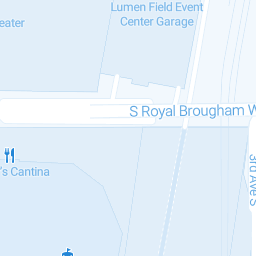 Lumen Field Event
Center Garage
eater
S Royal Brougham W
's Cantina
3rd Ave S